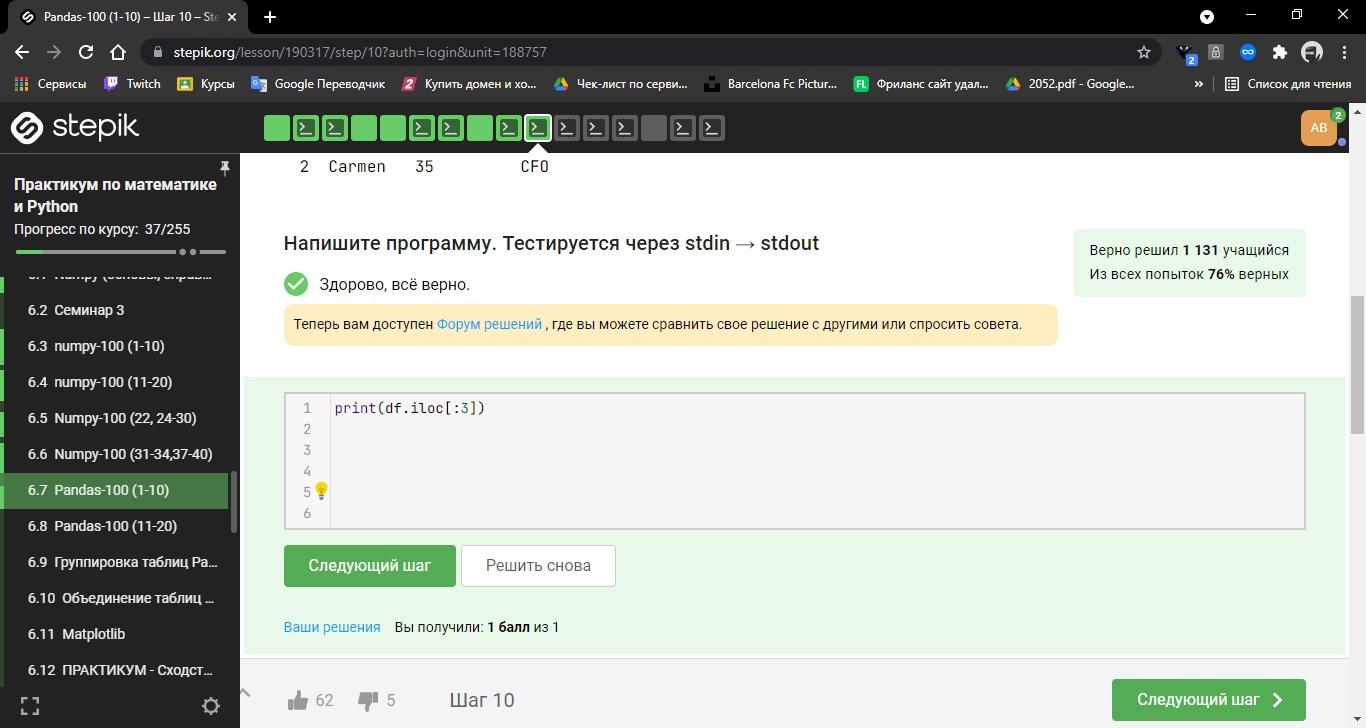 Pandas-100 (1-10) – Шаг 10 – Ste
stepik.org/lesson/190317/step/10?auth=login&unit=188757
2
Сервисы Twitch Курсы Google Переводчик Купить домен и хо... Чек-лист по серви... Barcelona Fc Pictur... FL Фриланс сайт удал... 2052.pdf - Google... » Список для чтения
stepik
АВ
2
Практикум по математике
и Python
Прогресс по курсу: 37/255
6.2 Семинар 3
6.3 numpy-100 (1-10)
6.4 numpy-100 (11-20)
6.5 Numpy-100 (22, 24-30)
6.6 Numpy-100 (31-34,37-40)
6.7 Pandas-100 (1-10)
6.8 Pandas-100 (11-20)
6.9 Группировка таблиц Pa...
6.10 Объединение таблиц ...
6.11 Matplotlib
6.12 ПРАКТИКУМ - Сходст...
2 Carmen 35 CFO
Напишите программу. Тестируется через stdin → stdout
Верно решил 1 131 учащийся
Из всех попыток 76% верных
Здорово, всё верно.
Теперь вам доступен Форум решений , где вы можете сравнить свое решение с другими или спросить совета.
1 print(df.iloc[:3])
2
3
4
5
6
Следующий шаг Решить снова
Ваши решения Вы получили: 1 балл из 1
62 5 Шаг 10 Следующий шаг